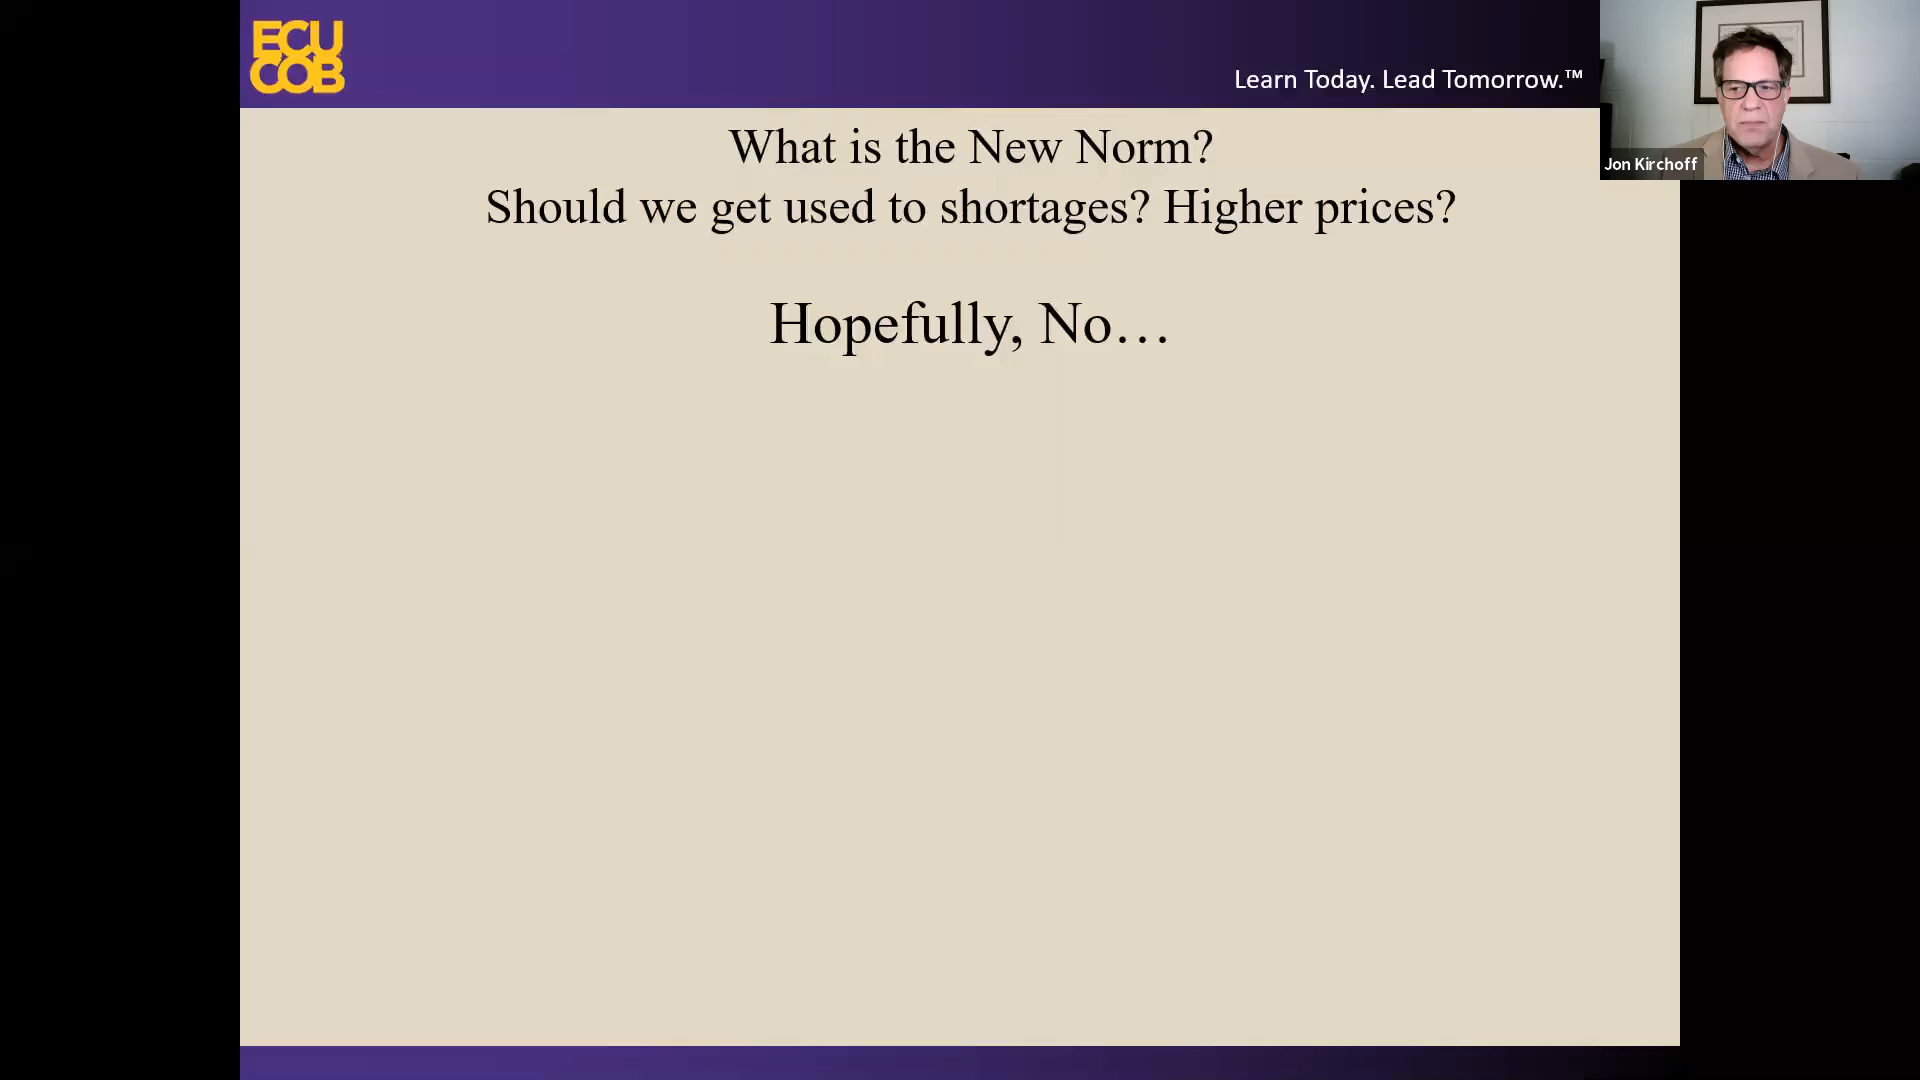 ECU
COB
Learn Today. Lead Tomorrow.™
Jon Kirchoff
What is the New Norm?
Should we get used to shortages? Higher prices?
Hopefully, No…